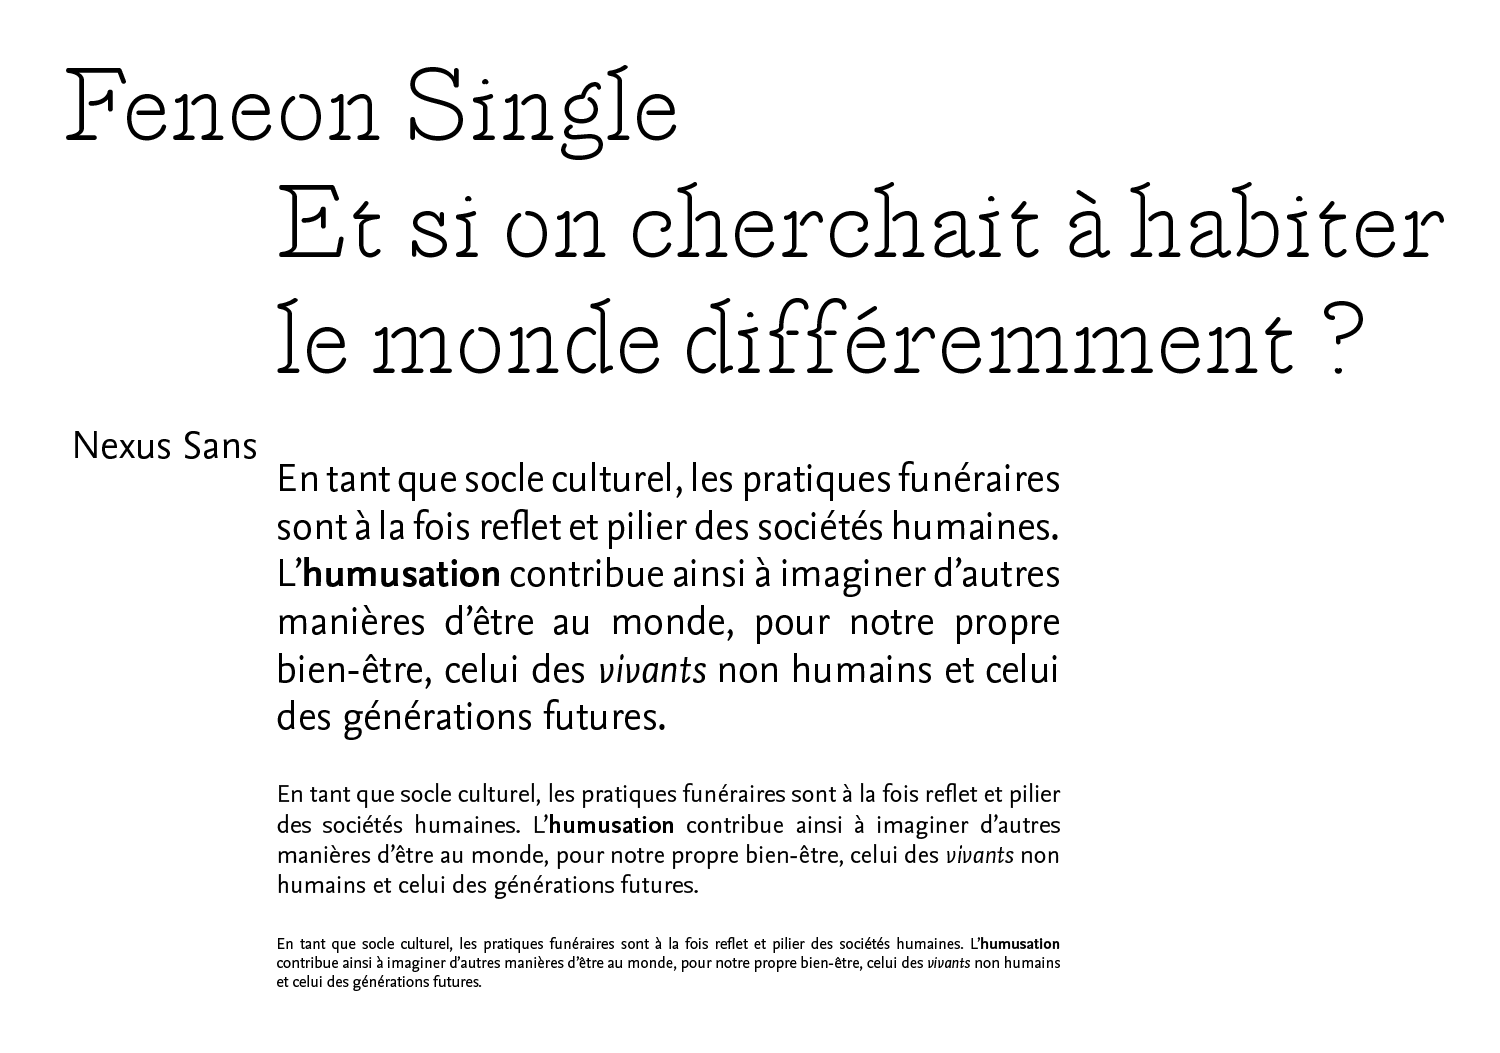 Feneon Single
Et si on cherchait à habiter
le monde différemment ?
Nexus Sans
En tant que socle culturel, les pratiques funéraires
sont à la fois reflet et pilier des sociétés humaines.
L’humusation contribue ainsi à imaginer d’autres
manières d’être au monde, pour notre propre
bien-être, celui des vivants non humains et celui
des générations futures.
En tant que socle culturel, les pratiques funéraires sont à la fois reflet et pilier
des sociétés humaines. L’humusation contribue ainsi à imaginer d’autres
manières d’être au monde, pour notre propre bien-être, celui des vivants non
humains et celui des générations futures.
En tant que socle culturel, les pratiques funéraires sont à la fois reflet et pilier des sociétés humaines. L’humusation
contribue ainsi à imaginer d’autres manières d’être au monde, pour notre propre bien-être, celui des vivants non humains
et celui des générations futures.